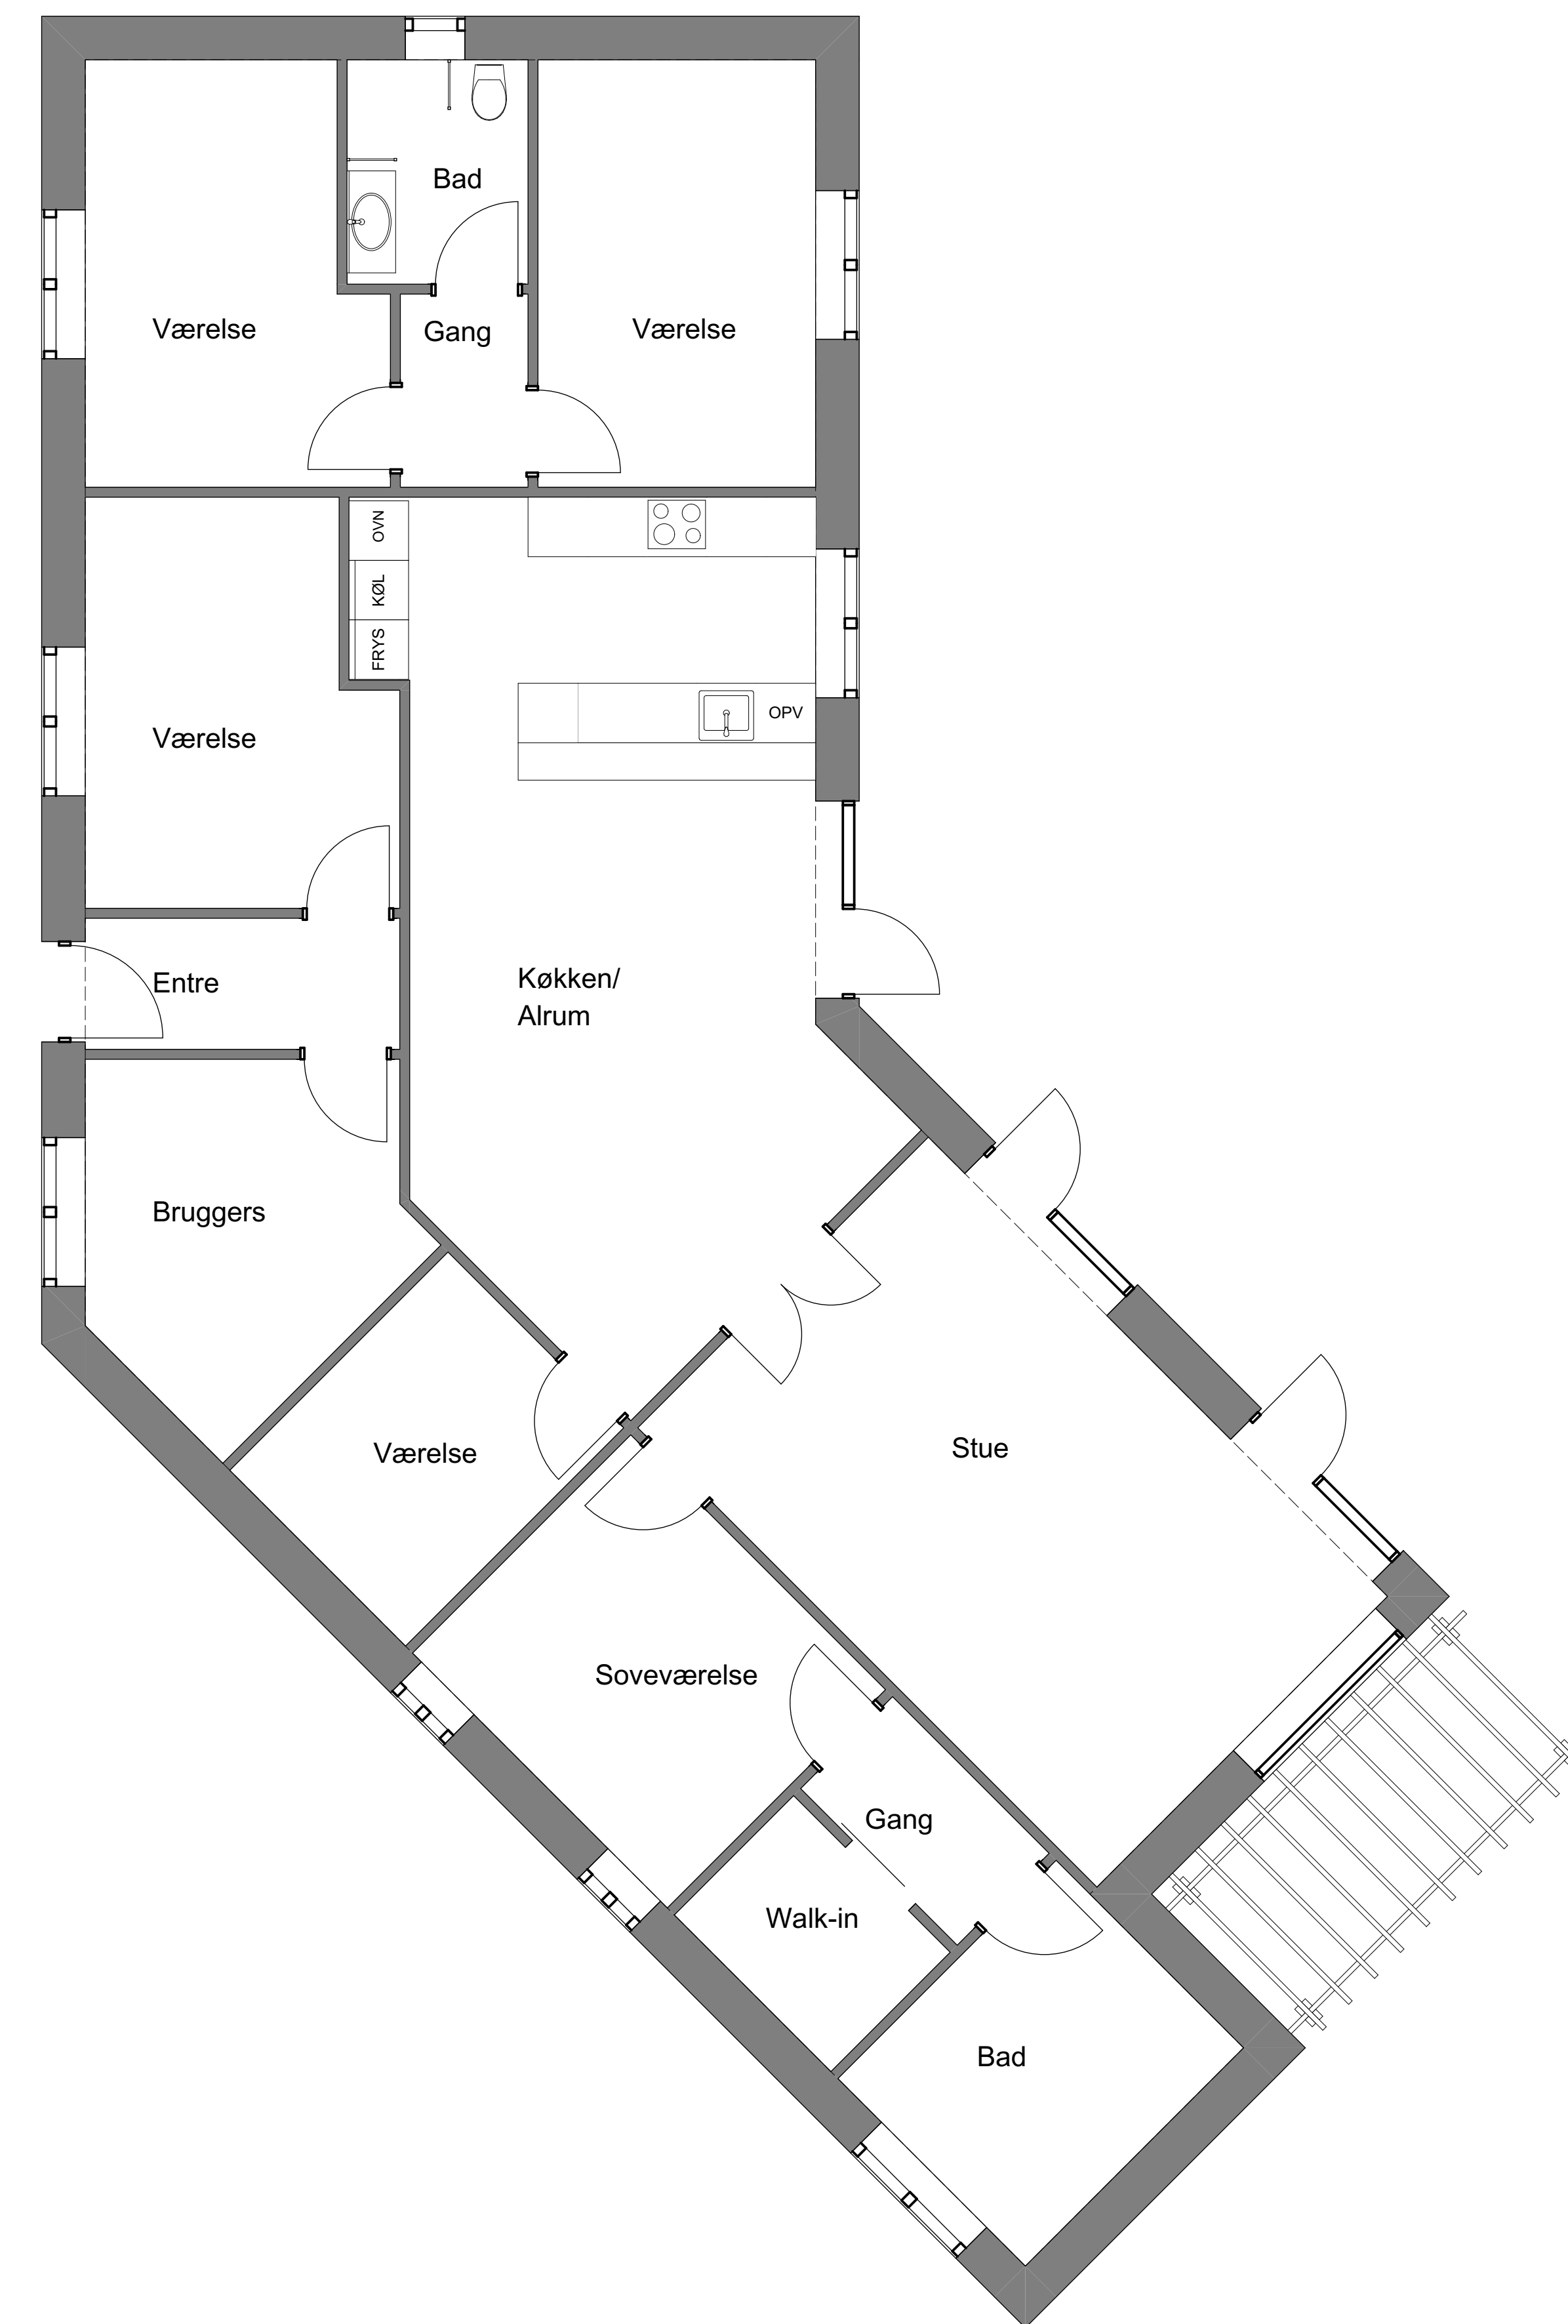 Bad
Værelse
Gang
Værelse
OVN
KØL
FRYS
OPV
Værelse
Entre
Køkken/
Alrum
Bruggers
Værelse
Stue
Soveværelse
Gang
Walk-in
Bad